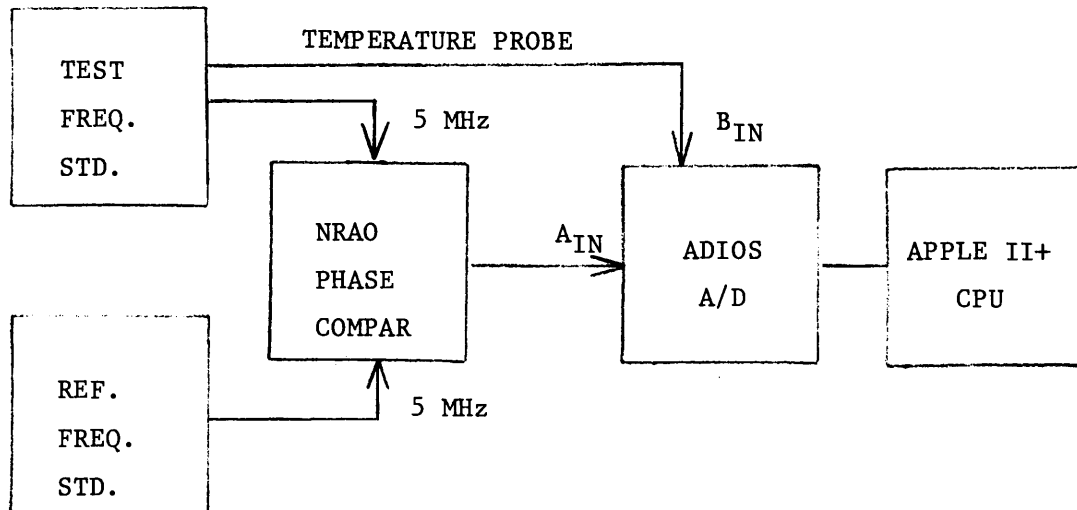 TEMPERATURE PROBE
TEST
FREQ.
STD.
5 MHz
B_IN
NRAO
PHASE
COMPAR
A_IN
ADIOS
A/D
APPLE II+
CPU
REF.
FREQ.
STD.
5 MHz